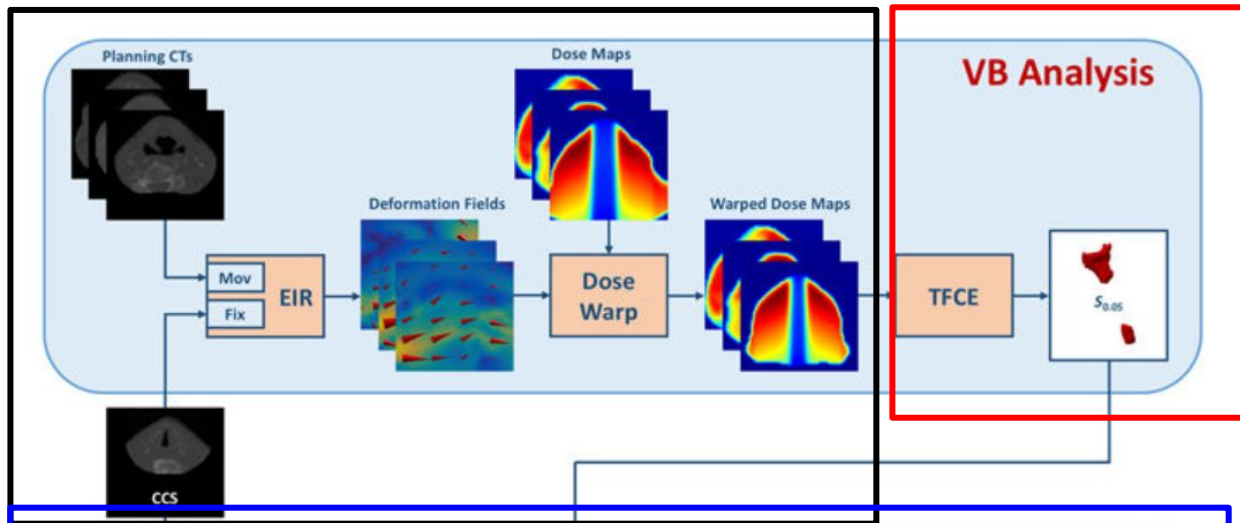 Planning CTs
Dose Maps
VB Analysis
Deformation Fields
Warped Dose Maps
Mov
Fix
EIR
Dose
Warp
TFCE
S0.05
CCS